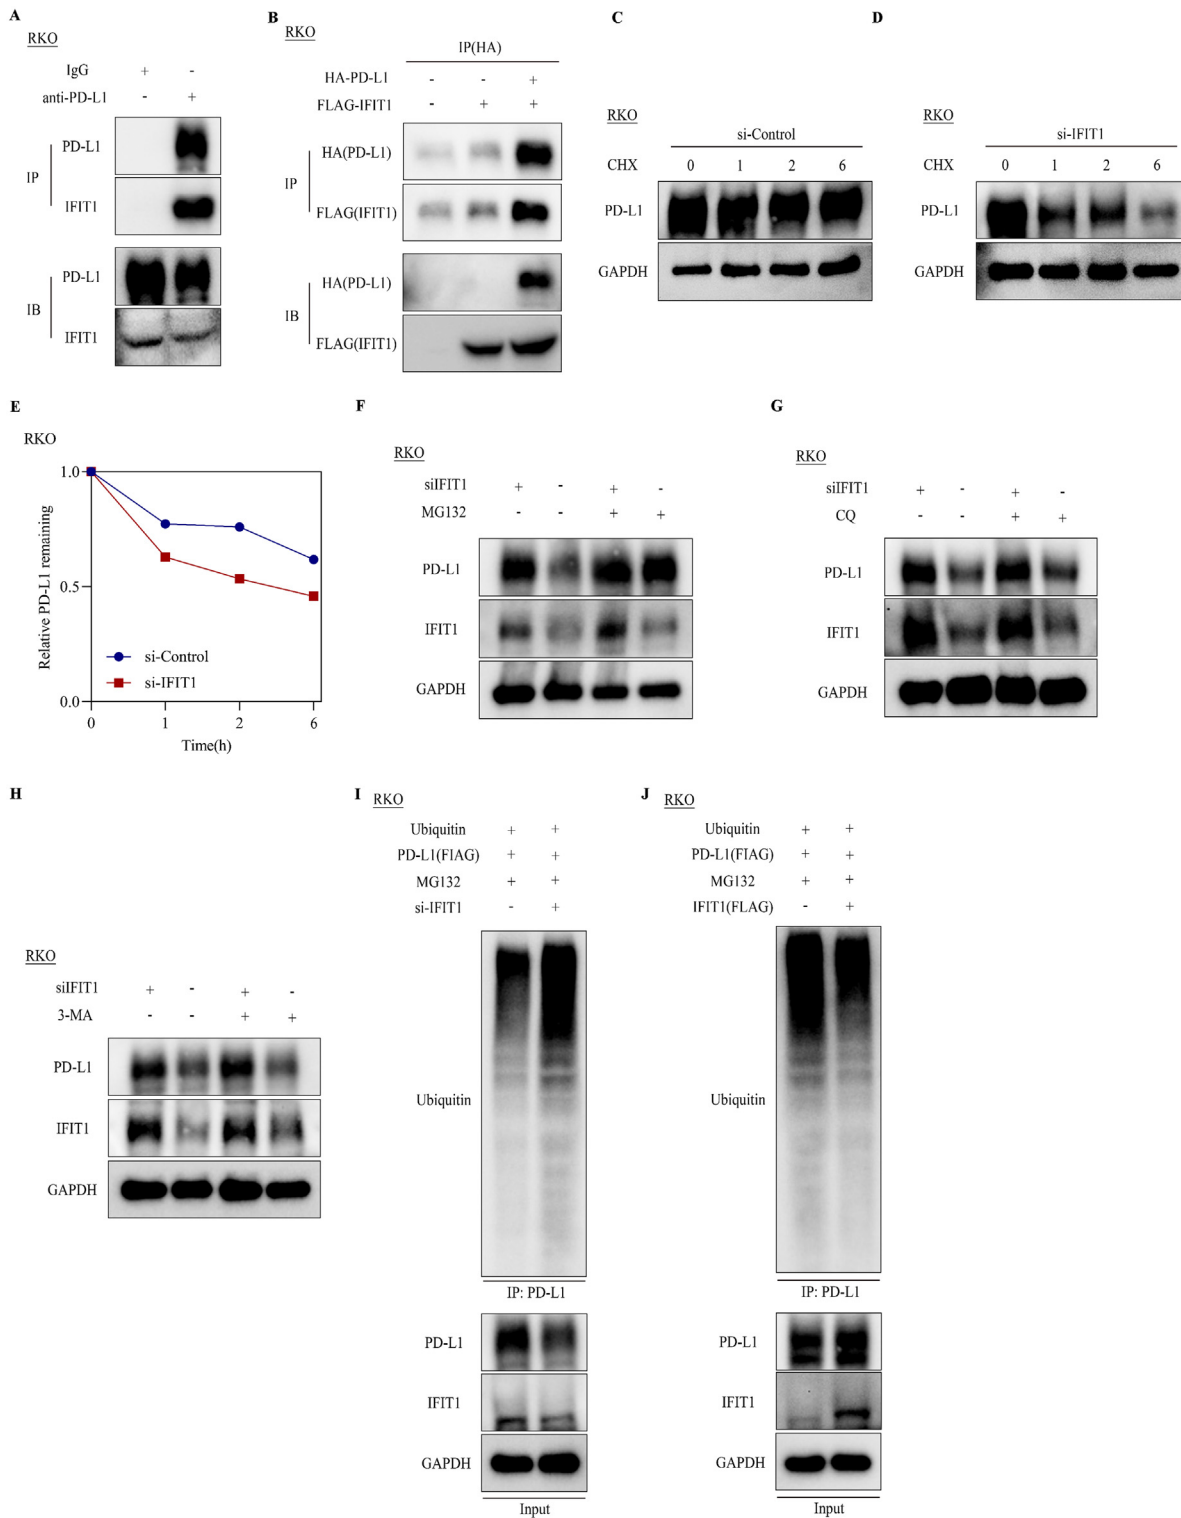 A
RKO
IgG + -
anti-PD-L1 - +
IP
PD-L1
IFIT1
IB
PD-L1
IFIT1
B
RKO
IP(HA)
HA-PD-L1 - - +
FLAG-IFIT1 - + +
IP
HA(PD-L1)
FLAG(IFIT1)
IB
HA(PD-L1)
FLAG(IFIT1)
C
RKO
si-Control
CHX 0 1 2 6
PD-L1
GAPDH
D
RKO
si-IFIT1
CHX 0 1 2 6
PD-L1
GAPDH
E
RKO
Relative PD-L1 remaining
1.0
0.5
0.0
si-Control
si-IFIT1
0 1 2 6
Time(h)
F
RKO
siIFIT1 + - + -
MG132 - - + +
PD-L1
IFIT1
GAPDH
G
RKO
siIFIT1 + - + -
CQ - - + +
PD-L1
IFIT1
GAPDH
H
RKO
siIFIT1 + - + -
3-MA - - + +
PD-L1
IFIT1
GAPDH
I
RKO
Ubiquitin + +
PD-L1(FIAG) + +
MG132 + +
si-IFIT1 - +
Ubiquitin
IP: PD-L1
PD-L1
IFIT1
GAPDH
Input
J
RKO
Ubiquitin + +
PD-L1(FIAG) + +
MG132 + +
IFIT1(FLAG) - +
Ubiquitin
IP: PD-L1
PD-L1
IFIT1
GAPDH
Input